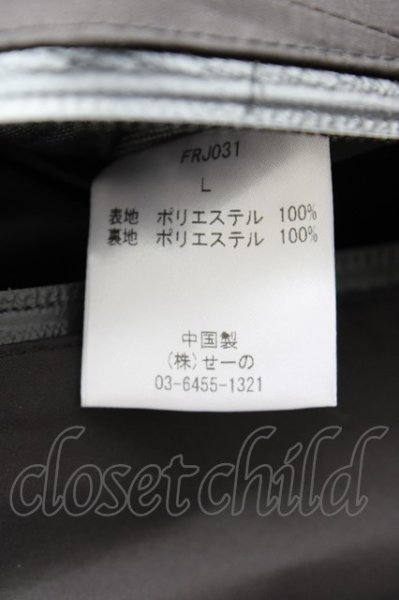 FRJ031
L
表地 ポリエステル 100%
裏地 ポリエステル 100%
中国製
(株)せーの
03-6455-1321
closetchild